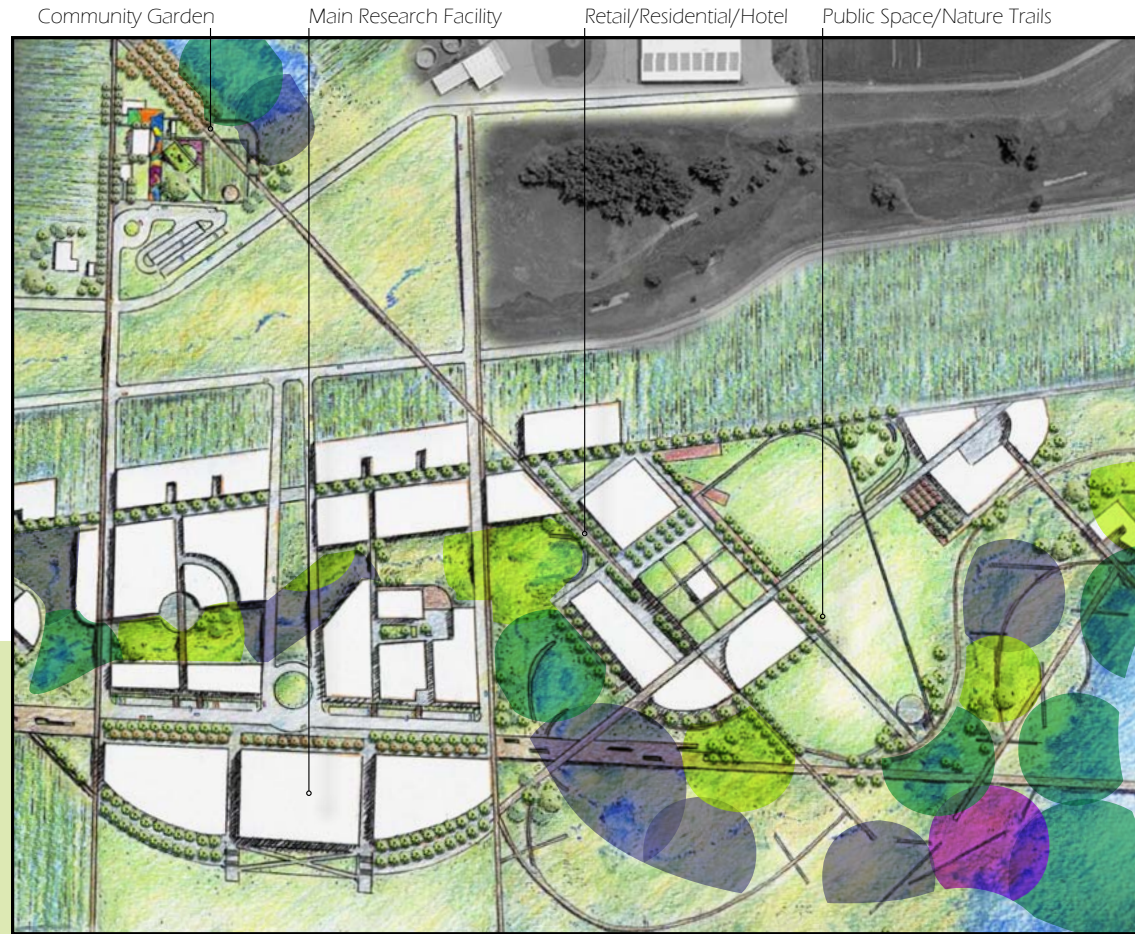 Community Garden
Main Research Facility
Retail/Residential/Hotel
Public Space/Nature Trails